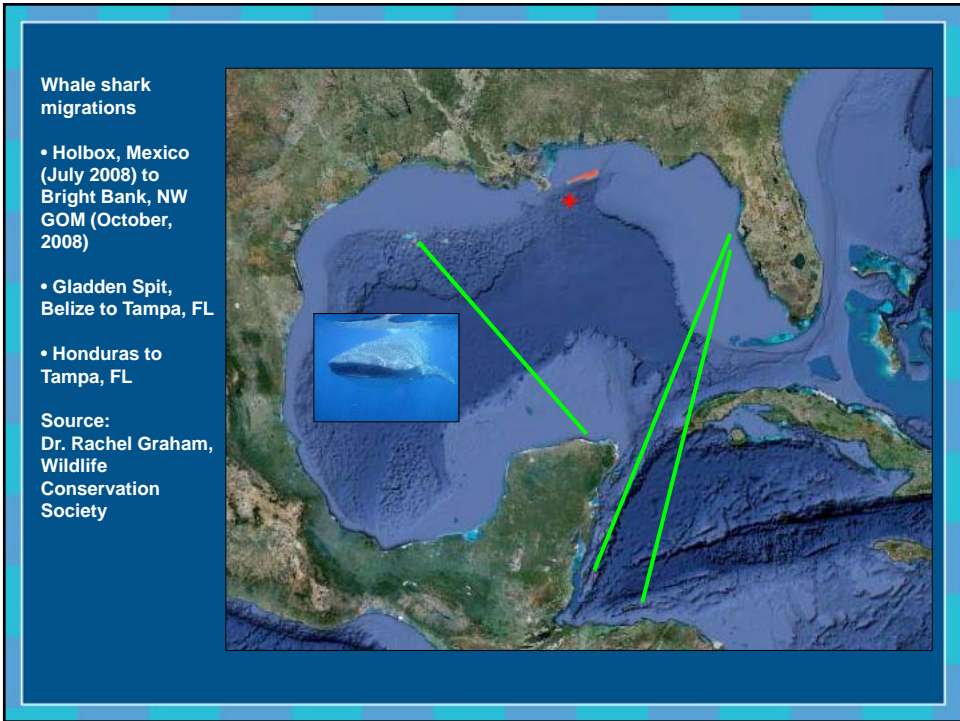 Whale shark
migrations
• Holbox, Mexico
(July 2008) to
Bright Bank, NW
GOM (October,
2008)
• Gladden Spit,
Belize to Tampa, FL
• Honduras to
Tampa, FL
Source:
Dr. Rachel Graham,
Wildlife
Conservation
Society